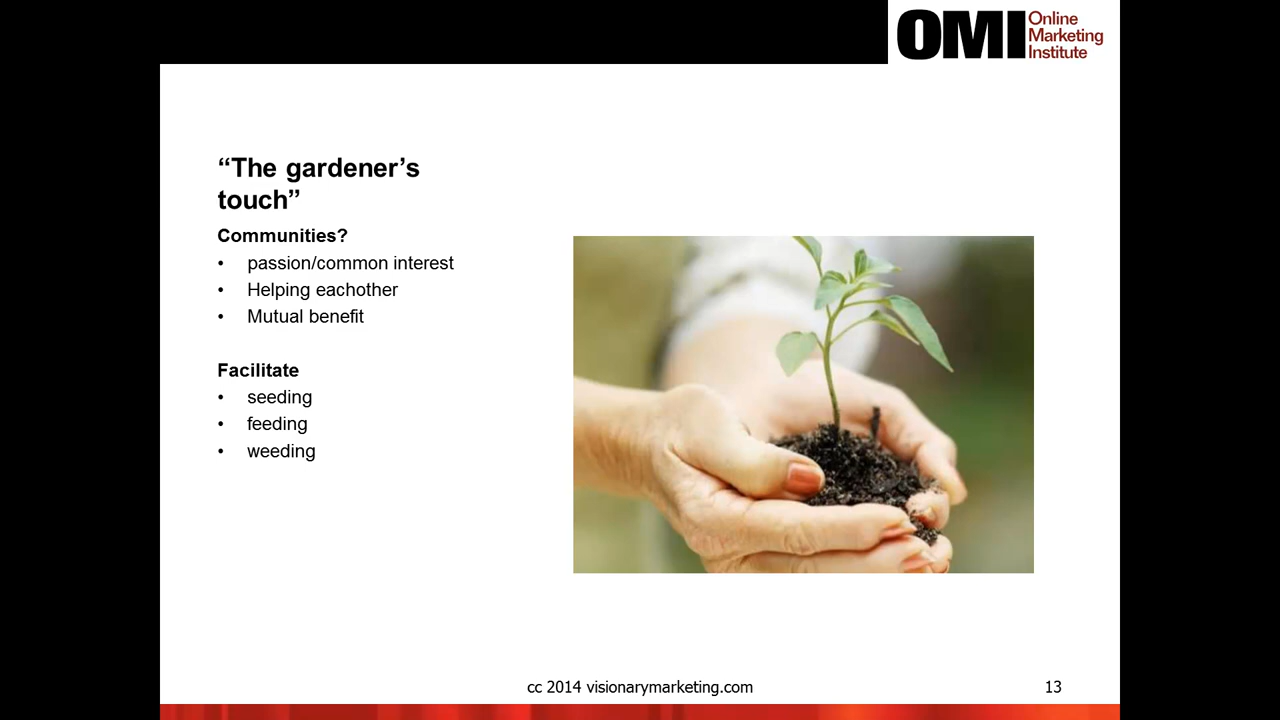 OMI
Online
Marketing
Institute
“The gardener’s
touch”
Communities?
• passion/common interest
• Helping eachother
• Mutual benefit
Facilitate
• seeding
• feeding
• weeding
cc 2014 visionarymarketing.com
13